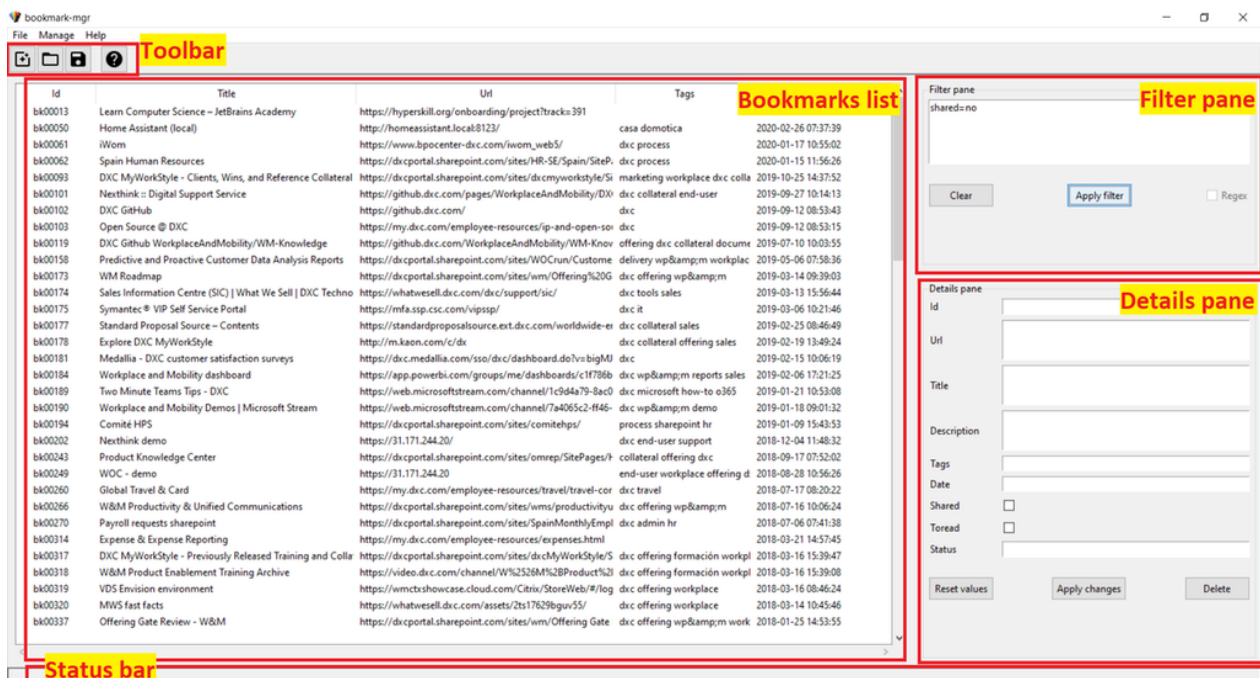 bookmark-mgr
File Manage Help
Toolbar
Id Title Url Tags
Bookmarks list
bk00013 Learn Computer Science – JetBrains Academy https://hyperskill.org/onboarding/project?track=391
bk00050 Home Assistant (local) http://homeassistant.local:8123/ casa domotica 2020-02-26 07:37:39
bk00061 iWom https://www.bpocenter-dxc.com/iwom_web5/ dxc process 2020-01-17 10:55:02
bk00062 Spain Human Resources https://dxcportal.sharepoint.com/sites/HR-SE/Spain/SiteP. dxc process 2020-01-15 11:56:26
bk00093 DXC MyWorkStyle - Clients, Wins, and Reference Collateral https://dxcportal.sharepoint.com/sites/dxcmyworkstyle/Si marketing workplace dxc colla 2019-10-25 14:37:52
bk00101 Nexthink :: Digital Support Service https://github.dxc.com/pages/WorkplaceAndMobility/DX dxc collateral end-user 2019-09-27 10:14:13
bk00102 DXC GitHub https://github.dxc.com/ dxc 2019-09-12 08:53:43
bk00103 Open Source @ DXC https://my.dxc.com/employee-resources/ip-and-open-so dxc 2019-09-12 08:53:15
bk00119 DXC Github WorkplaceAndMobility/WM-Knowledge https://github.dxc.com/WorkplaceAndMobility/WM-Knov offering dxc collateral docume 2019-07-10 10:03:55
bk00158 Predictive and Proactive Customer Data Analysis Reports https://dxcportal.sharepoint.com/sites/WOCrun/Custome delivery wp&amp;m workplac 2019-05-06 07:58:36
bk00173 WM Roadmap https://dxcportal.sharepoint.com/sites/wm/Offering%20G dxc offering wp&amp;m 2019-03-14 09:39:03
bk00174 Sales Information Centre (SIC) | What We Sell | DXC Techno https://whatwesell.dxc.com/dxc/support/sic/ dxc tools sales 2019-03-13 15:56:44
bk00175 Symantec® VIP Self Service Portal https://mfa.ssp.csc.com/vipssp/ dxc it 2019-03-06 10:21:46
bk00177 Standard Proposal Source – Contents https://standardproposalsource.ext.dxc.com/worldwide-er dxc collateral sales 2019-02-25 08:46:49
bk00178 Explore DXC MyWorkStyle http://m.kaon.com/c/dx dxc collateral offering sales 2019-02-19 13:49:24
bk00181 Medallia - DXC customer satisfaction surveys https://dxc.medallia.com/sso/dxc/dashboard.do?v=bigMJ dxc 2019-02-15 10:06:19
bk00184 Workplace and Mobility dashboard https://app.powerbi.com/groups/me/dashboards/c1f786b dxc wp&amp;m reports sales 2019-02-06 17:21:25
bk00189 Two Minute Teams Tips - DXC https://web.microsoftstream.com/channel/1c9d4a79-8ac0 dxc microsoft how-to o365 2019-01-21 10:53:08
bk00190 Workplace and Mobility Demos | Microsoft Stream https://web.microsoftstream.com/channel/7a4065c2-ff46- dxc wp&amp;m demo 2019-01-18 09:01:32
bk00194 Comité HPS https://dxcportal.sharepoint.com/sites/comitehps/ process sharepoint hr 2019-01-09 15:43:53
bk00202 Nexthink demo https://31.171.244.20/ dxc end-user support 2018-12-04 11:48:32
bk00243 Product Knowledge Center https://dxcportal.sharepoint.com/sites/omrep/SitePages/H collateral offering dxc 2018-09-17 07:52:02
bk00249 WOC - demo https://31.171.244.20 end-user workplace offering d 2018-08-28 10:56:26
bk00260 Global Travel & Card https://my.dxc.com/employee-resources/travel/travel-cor dxc travel 2018-07-17 08:20:22
bk00266 W&M Productivity & Unified Communications https://dxcportal.sharepoint.com/sites/wms/productivityu dxc offering wp&amp;m 2018-07-16 10:06:24
bk00270 Payroll requests sharepoint https://dxcportal.sharepoint.com/sites/SpainMonthlyEmpl dxc admin hr 2018-07-06 07:41:38
bk00314 Expense & Expense Reporting https://my.dxc.com/employee-resources/expenses.html 2018-03-21 14:57:45
bk00317 DXC MyWorkStyle - Previously Released Training and Colla https://dxcportal.sharepoint.com/sites/dxcMyWorkStyle/S dxc offering formación workpl 2018-03-16 15:39:47
bk00318 W&M Product Enablement Training Archive https://video.dxc.com/channel/W%2526M%2BProduct%2 dxc offering formación workpl 2018-03-16 15:39:08
bk00319 VDS Envision environment https://wmctxshowcase.cloud.com/Citrix/StoreWeb/#/log dxc offering workplace 2018-03-16 08:46:24
bk00320 MWS fast facts https://whatwesell.dxc.com/assets/2ts17629bguv55/ dxc offering workplace 2018-03-14 10:45:46
bk00337 Offering Gate Review - W&M https://dxcportal.sharepoint.com/sites/wm/Offering Gate dxc offering wp&amp;m work 2018-01-25 14:53:55
Filter pane
Filter pane
shared=no
Clear Apply filter Regex
Details pane
Details pane
Id
Url
Title
Description
Tags
Date
Shared
Toread
Status
Reset values Apply changes Delete
Status bar